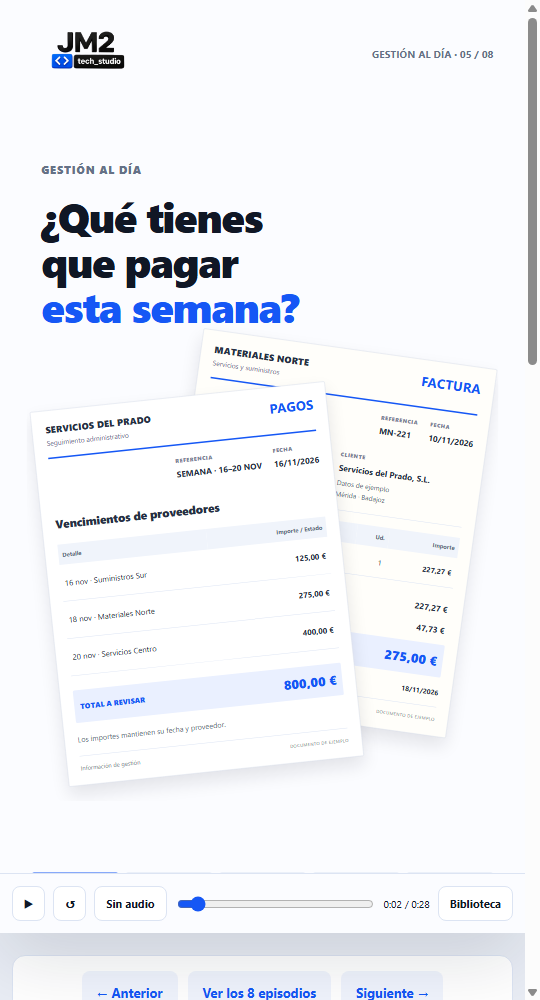 JM2
<> tech_studio
GESTIÓN AL DÍA · 05 / 08
GESTIÓN AL DÍA
¿Qué tienes
que pagar
esta semana?
MATERIALES NORTE
Servicios y suministros
FACTURA
REFERENCIA
MN-221
FECHA
10/11/2026
CLIENTE
Servicios del Prado, S.L.
Datos de ejemplo
Mérida · Badajoz
Ud.
Importe
1
227,27 €
227,27 €
47,73 €
275,00 €
18/11/2026
DOCUMENTO DE EJEMPLO
SERVICIOS DEL PRADO
Seguimiento administrativo
PAGOS
REFERENCIA
SEMANA · 16–20 NOV
FECHA
16/11/2026
Vencimientos de proveedores
Detalle
Importe / Estado
16 nov · Suministros Sur
125,00 €
18 nov · Materiales Norte
275,00 €
20 nov · Servicios Centro
400,00 €
TOTAL A REVISAR
800,00 €
Los importes mantienen su fecha y proveedor.
Información de gestión
DOCUMENTO DE EJEMPLO
Sin audio
0:02 / 0:28
Biblioteca
← Anterior
Ver los 8 episodios
Siguiente →